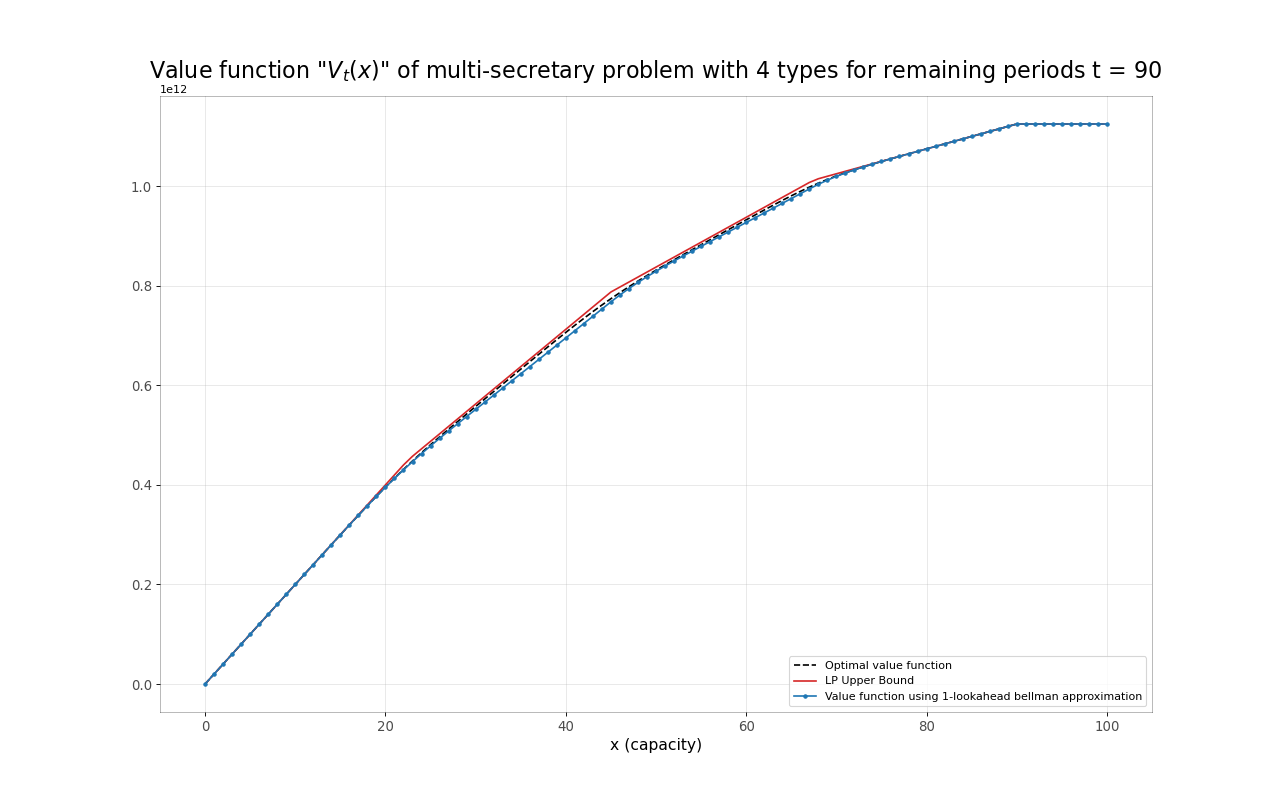 Value function "Vₜ(x)" of multi-secretary problem with 4 types for remaining periods t = 90
1e12
1.0
0.8
0.6
0.4
0.2
0.0
Optimal value function
LP Upper Bound
Value function using 1-lookahead bellman approximation
0 20 40 60 80 100
x (capacity)